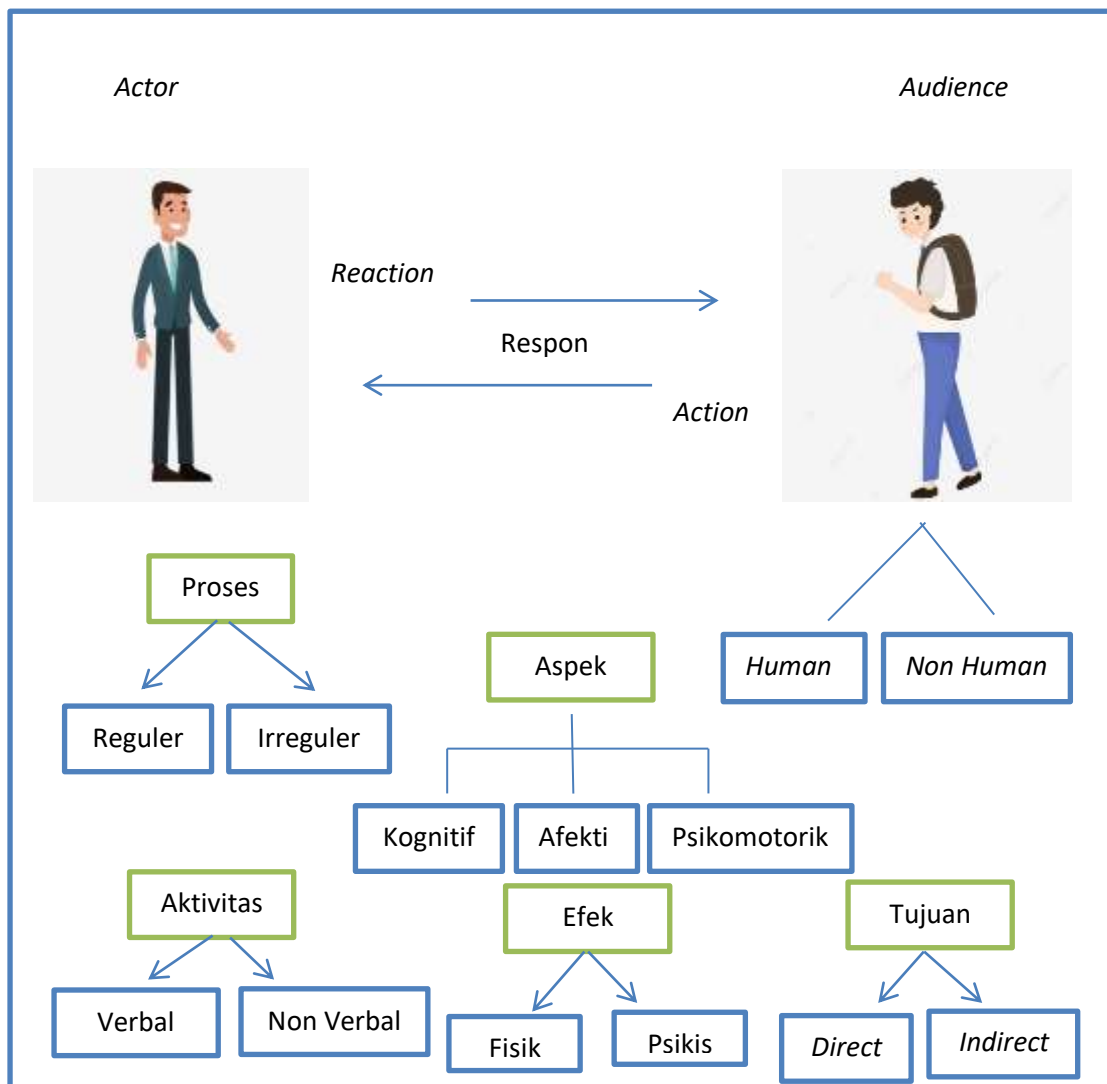 Actor
Audience
Reaction
Respon
Action
Proses
Human
Non Human
Aspek
Reguler
Irreguler
Kognitif
Afekti
Psikomotorik
Aktivitas
Efek
Tujuan
Verbal
Non Verbal
Fisik
Psikis
Direct
Indirect